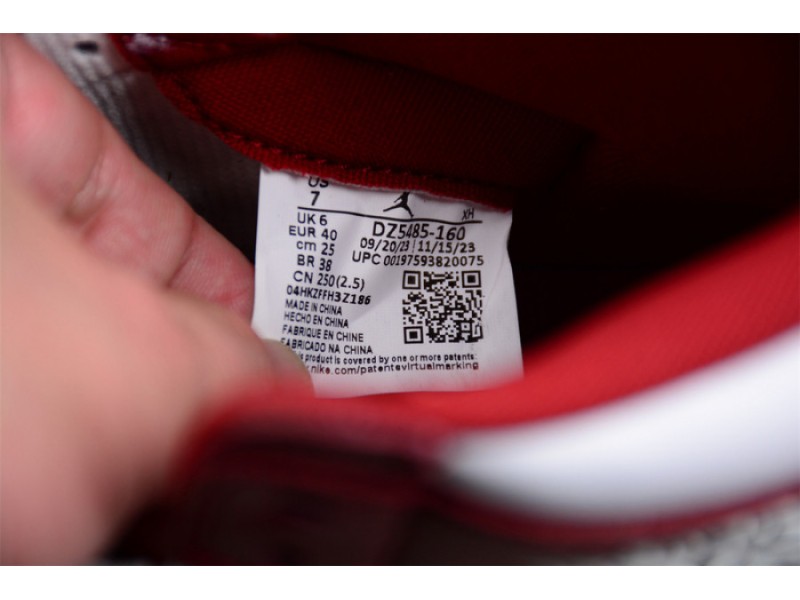 US
7
XH
UK 6
EUR 40
cm 25
BR 38
CN 250(2.5)
DZ5485-160
09/20/23 | 11/15/23
UPC 00197593820075
04HKZFFH3Z186
MADE IN CHINA
HECHO EN CHINA
FABRIQUE EN CHINE
FABRICADO NA CHINA
product is covered by one or more patents:
nike.com/patentsvirtualmarking